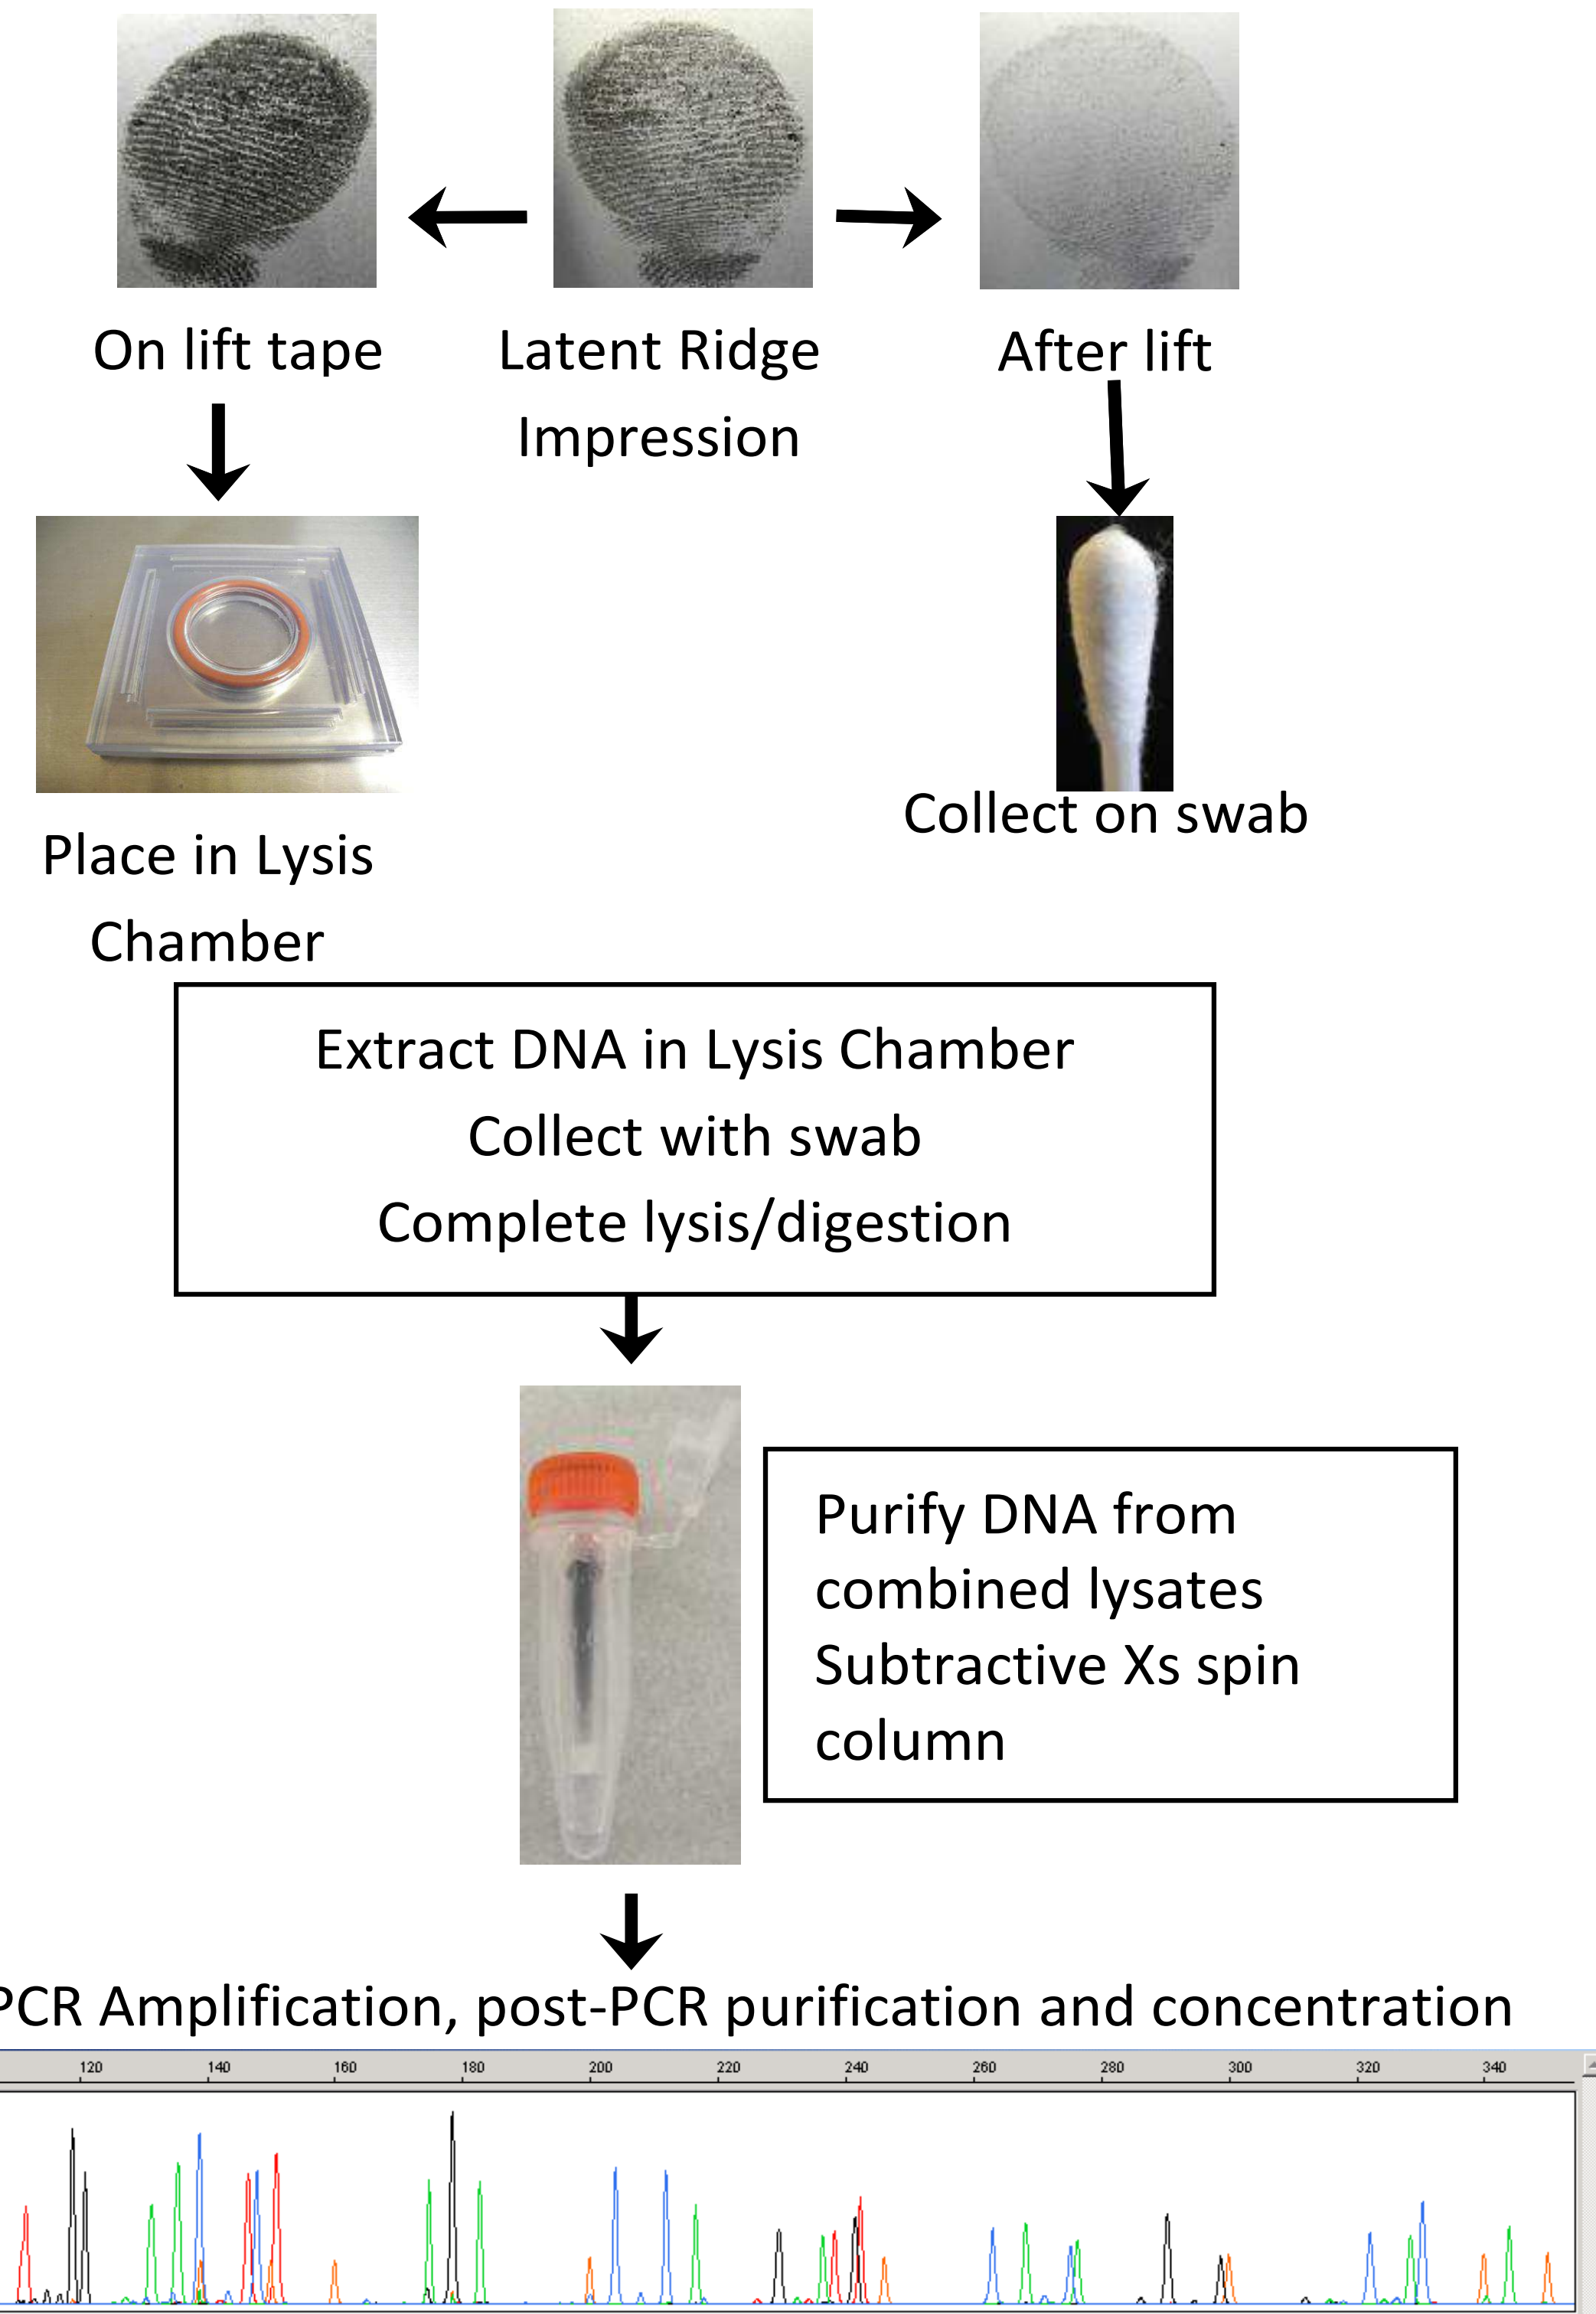 On lift tape
Latent Ridge
Impression
After lift
Place in Lysis
Chamber
Collect on swab
Extract DNA in Lysis Chamber
Collect with swab
Complete lysis/digestion
Purify DNA from
combined lysates
Subtractive Xs spin
column
PCR Amplification, post-PCR purification and concentration
120 140 160 180 200 220 240 260 280 300 320 340